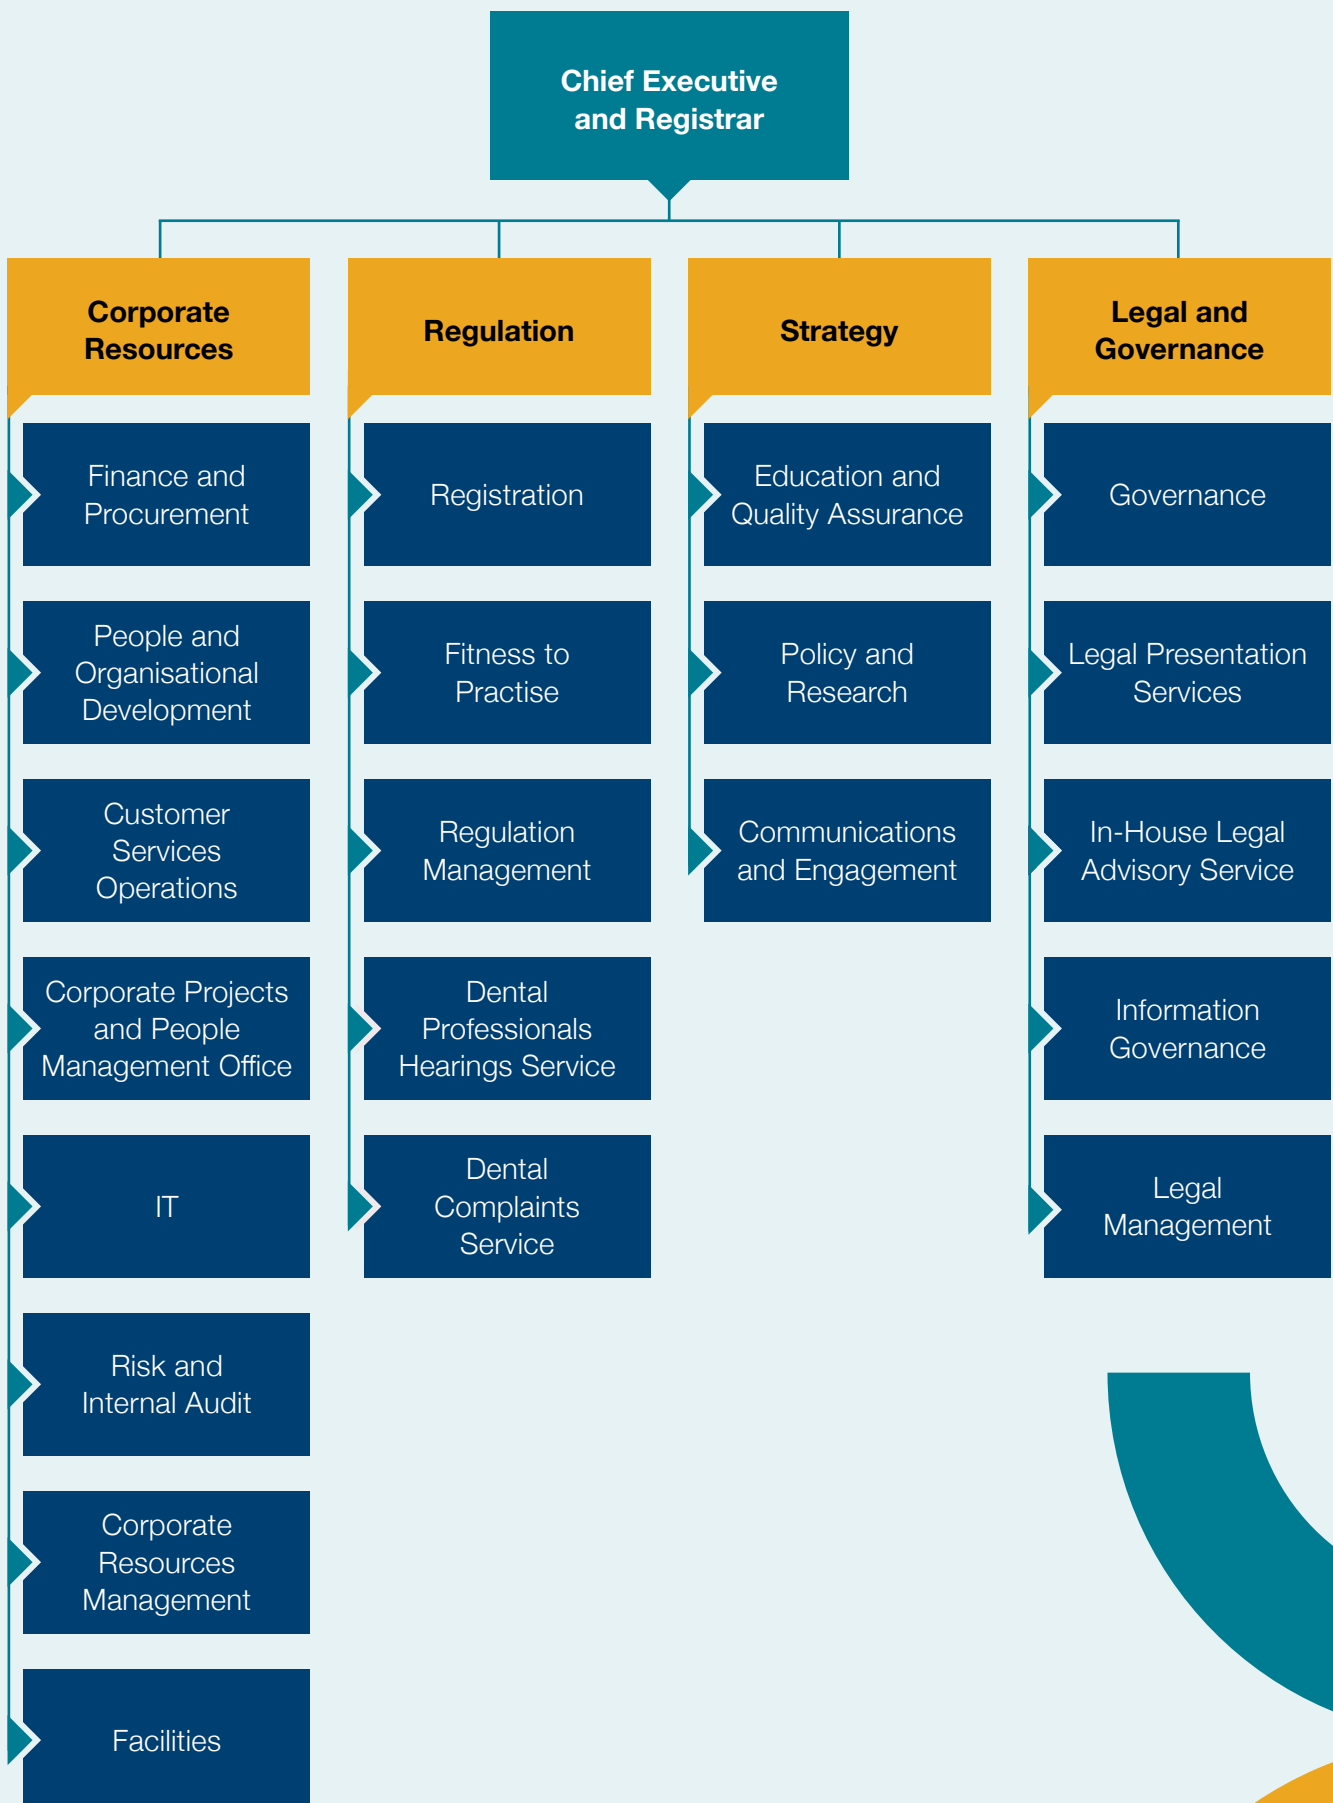 Chief Executive
and Registrar
Corporate
Resources
Finance and
Procurement
People and
Organisational
Development
Customer
Services
Operations
Corporate Projects
and People
Management Office
IT
Risk and
Internal Audit
Corporate
Resources
Management
Facilities
Regulation
Registration
Fitness to
Practise
Regulation
Management
Dental
Professionals
Hearings Service
Dental
Complaints
Service
Strategy
Education and
Quality Assurance
Policy and
Research
Communications
and Engagement
Legal and
Governance
Governance
Legal Presentation
Services
In-House Legal
Advisory Service
Information
Governance
Legal
Management